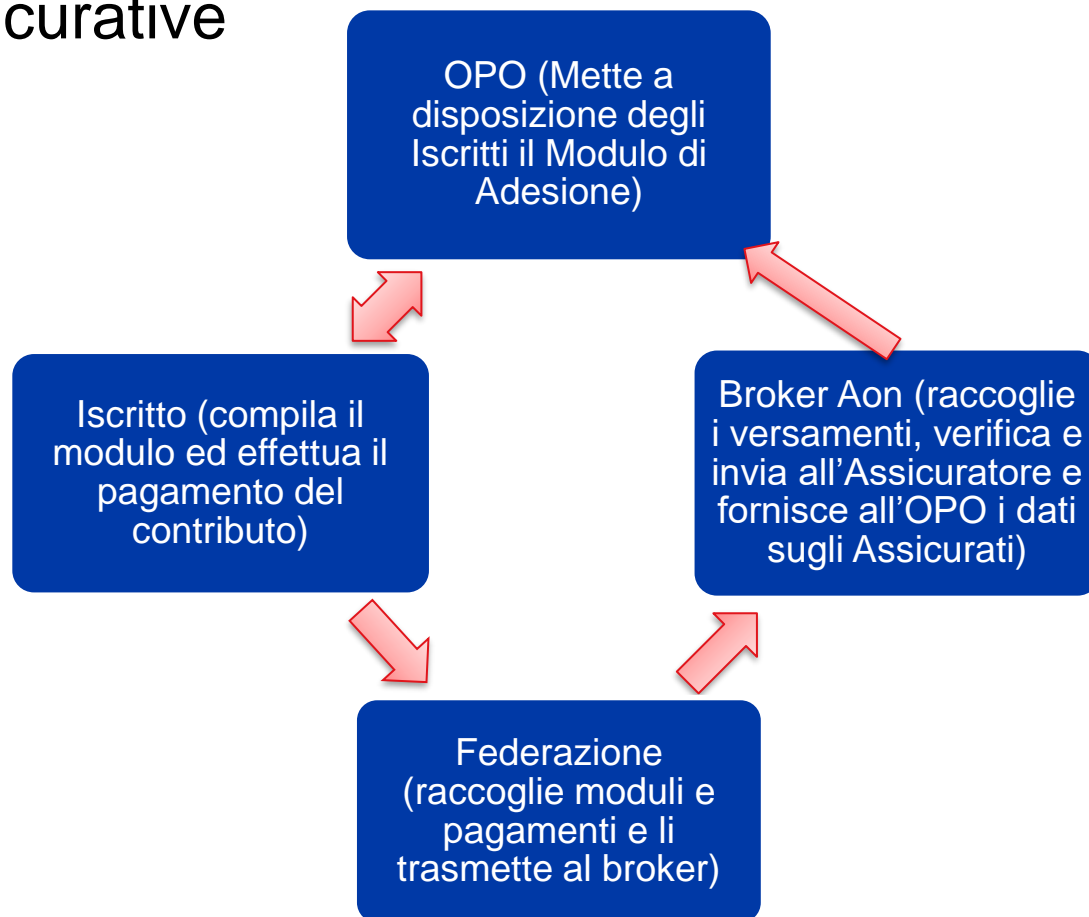 curative
OPO (Mette a
disposizione degli
Iscritti il Modulo di
Adesione)
Iscritto (compila il
modulo ed effettua il
pagamento del
contributo)
Broker Aon (raccoglie
i versamenti, verifica e
invia all’Assicuratore e
fornisce all’OPO i dati
sugli Assicurati)
Federazione
(raccoglie moduli e
pagamenti e li
trasmette al broker)